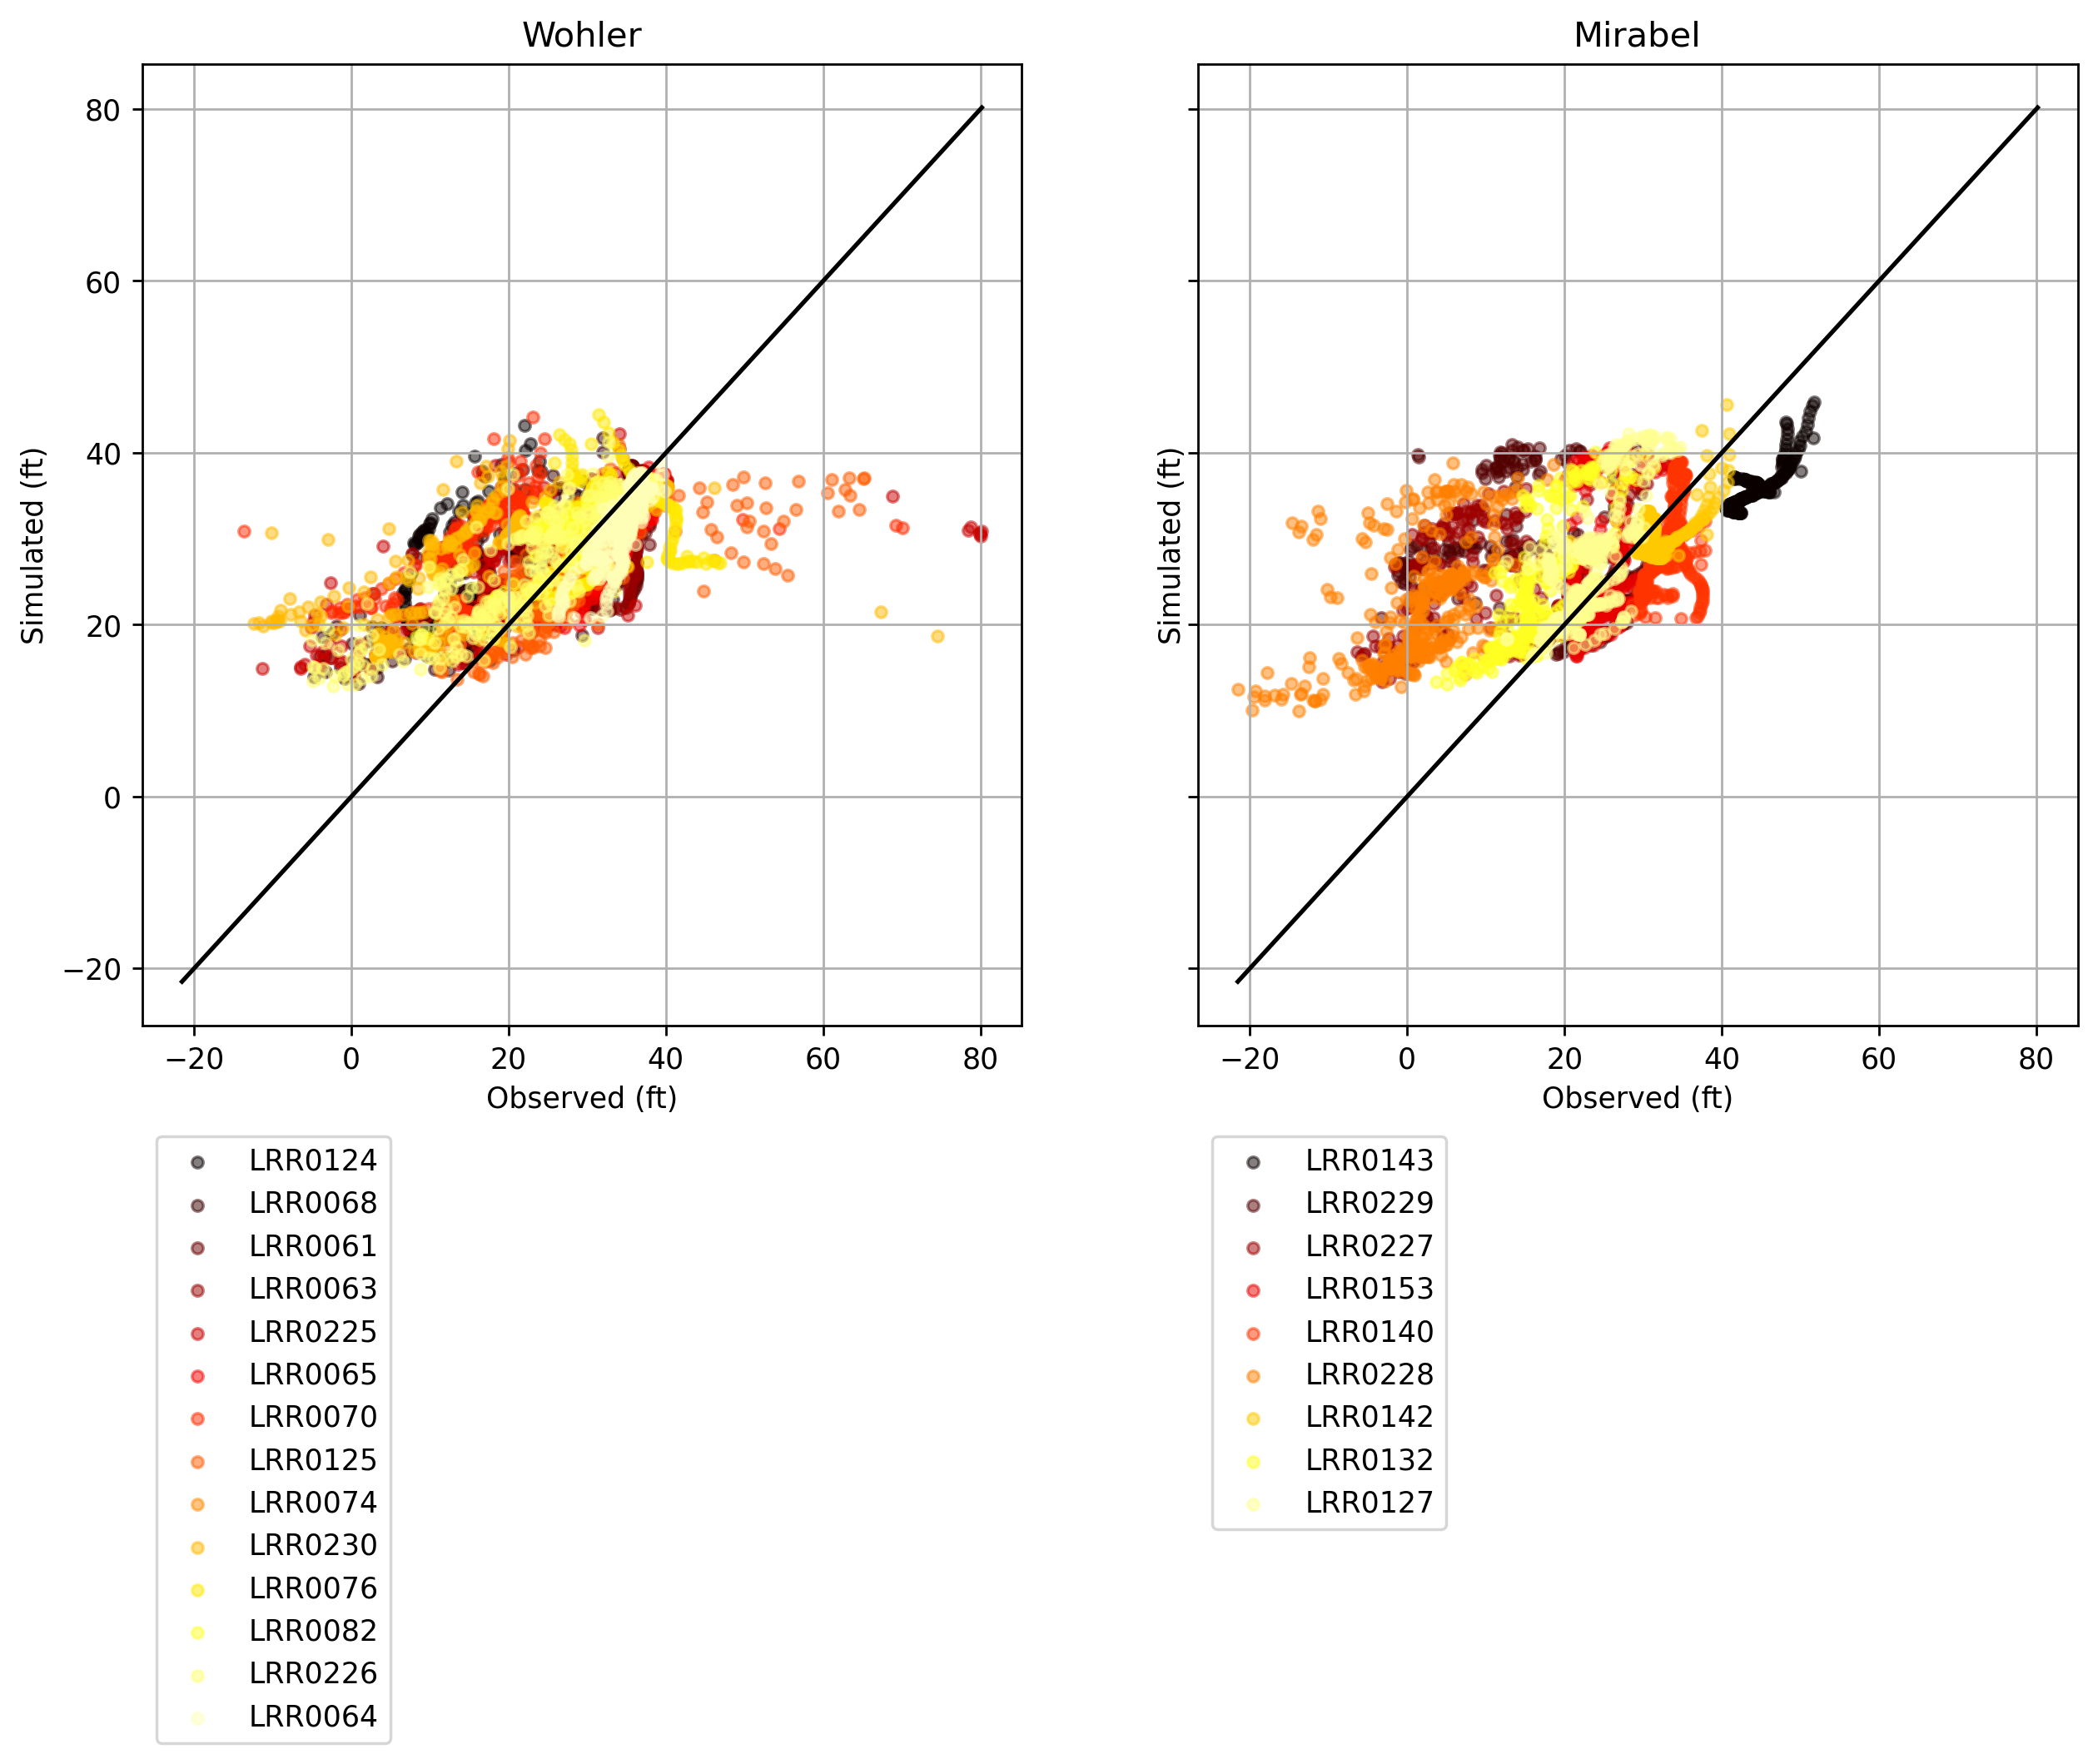 Wohler
80
60
40
20
0
−20
Simulated (ft)
−20 0 20 40 60 80
Observed (ft)
LRR0124
LRR0068
LRR0061
LRR0063
LRR0225
LRR0065
LRR0070
LRR0125
LRR0074
LRR0230
LRR0076
LRR0082
LRR0226
LRR0064
Mirabel
Simulated (ft)
−20 0 20 40 60 80
Observed (ft)
LRR0143
LRR0229
LRR0227
LRR0153
LRR0140
LRR0228
LRR0142
LRR0132
LRR0127